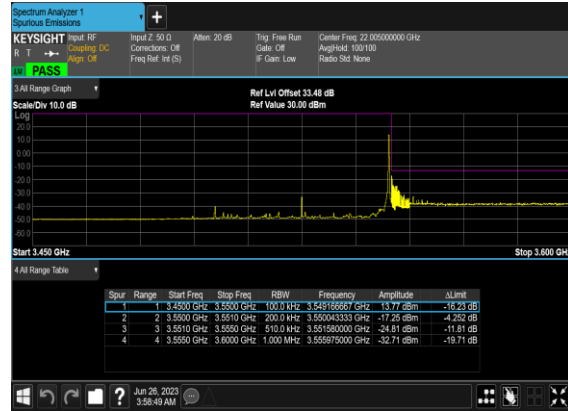 Spectrum Analyzer 1
Spurious Emissions
KEYSIGHT Input: RF Input Z: 50 Ω Atten: 20 dB Trig: Free Run Center Freq: 22.005000000 GHz
R T Coupling: DC Corrections: Off Gate: Off Avg|Hold: 100/100
Align: Off Freq Ref: Int (S) IF Gain: Low Radio Std: None
PASS
3 All Range Graph
Ref Lvl Offset 33.48 dB
Scale/Div 10.0 dB Ref Value 30.00 dBm
Log
20.0
10.0
0.00
-10.0
-20.0
-30.0
-40.0
-50.0
-60.0
Start 3.450 GHz Stop 3.600 GHz
4 All Range Table
Spur Range Start Freq Stop Freq RBW Frequency Amplitude ΔLimit
1 1 3.4500 GHz 3.5500 GHz 100.0 kHz 3.549166667 GHz 13.77 dBm -16.23 dB
2 2 3.5500 GHz 3.5510 GHz 200.0 kHz 3.550043333 GHz -17.25 dBm -4.252 dB
3 3 3.5510 GHz 3.5550 GHz 510.0 kHz 3.551580000 GHz -24.81 dBm -11.81 dB
4 4 3.5550 GHz 3.6000 GHz 1.000 MHz 3.555975000 GHz -32.71 dBm -19.71 dB
? Jun 26, 2023
3:58:49 AM